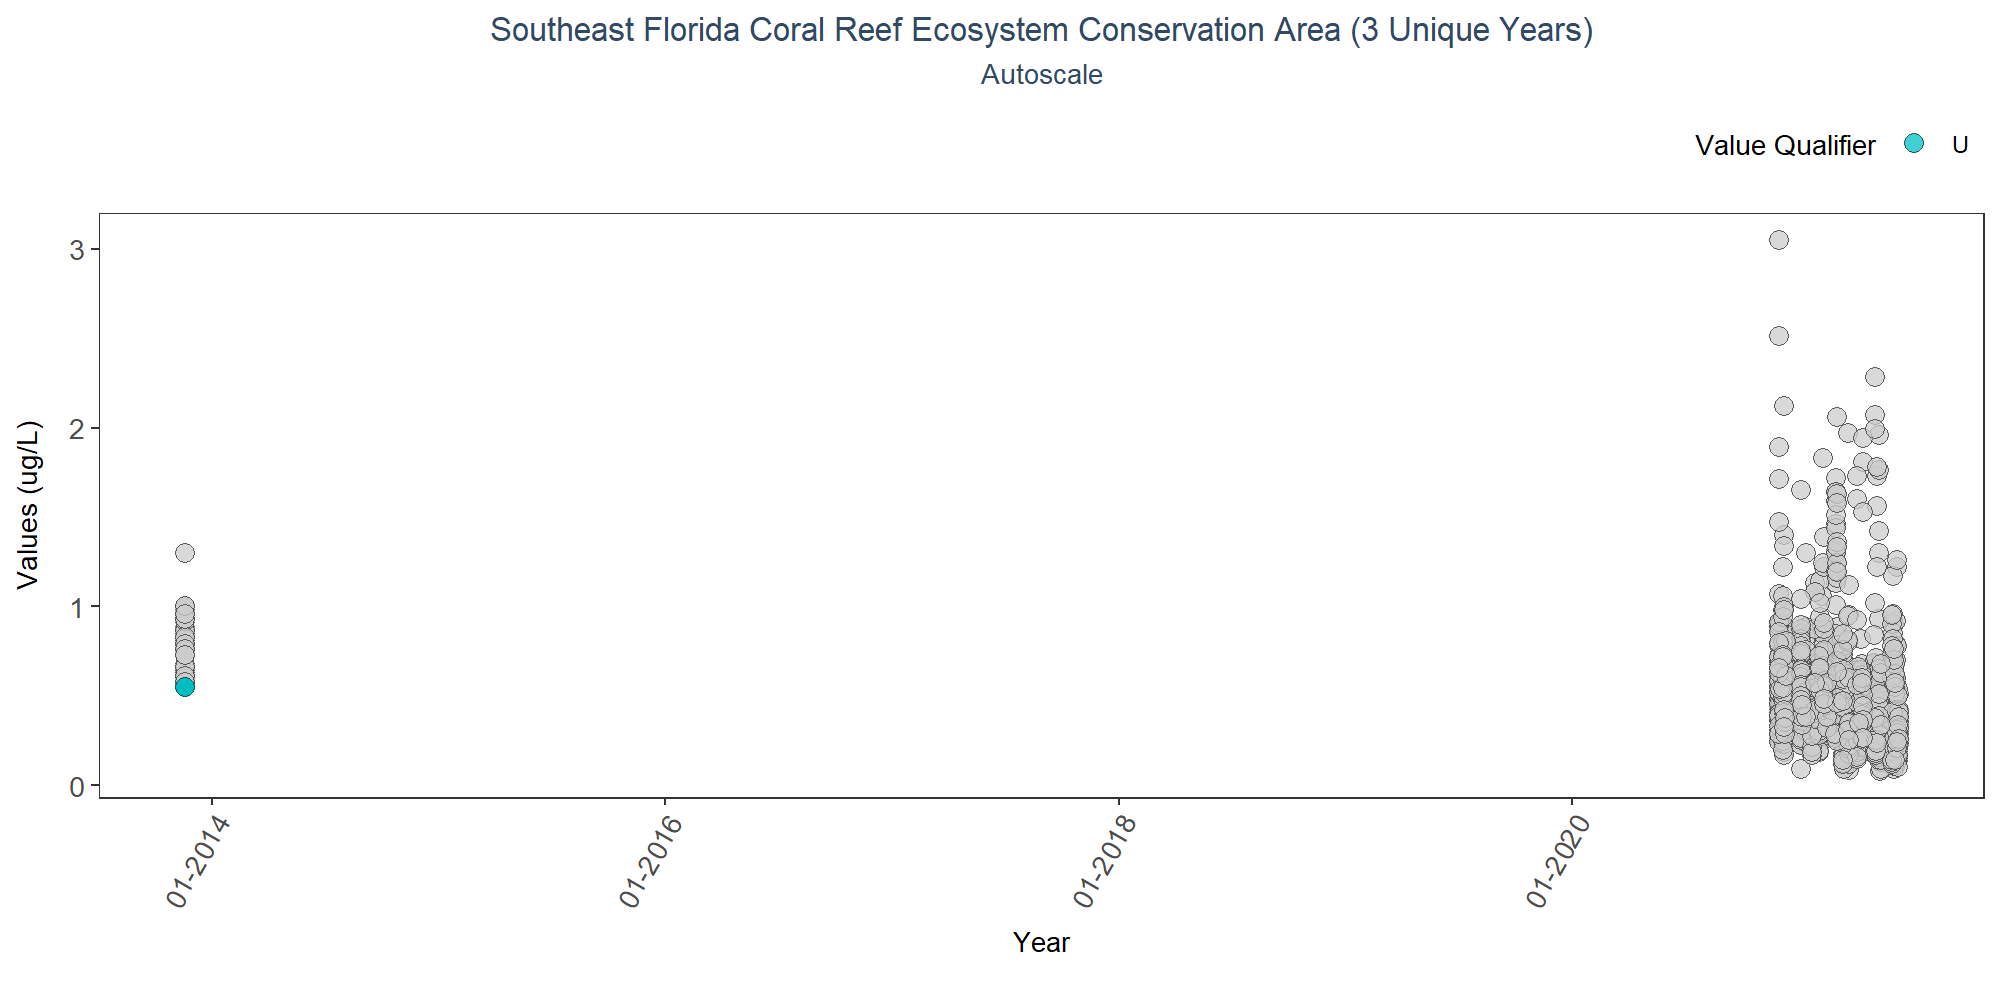 Southeast Florida Coral Reef Ecosystem Conservation Area (3 Unique Years)
Autoscale
Value Qualifier U
Values (ug/L)
3
2
1
0
01-2014 01-2016 01-2018 01-2020
Year